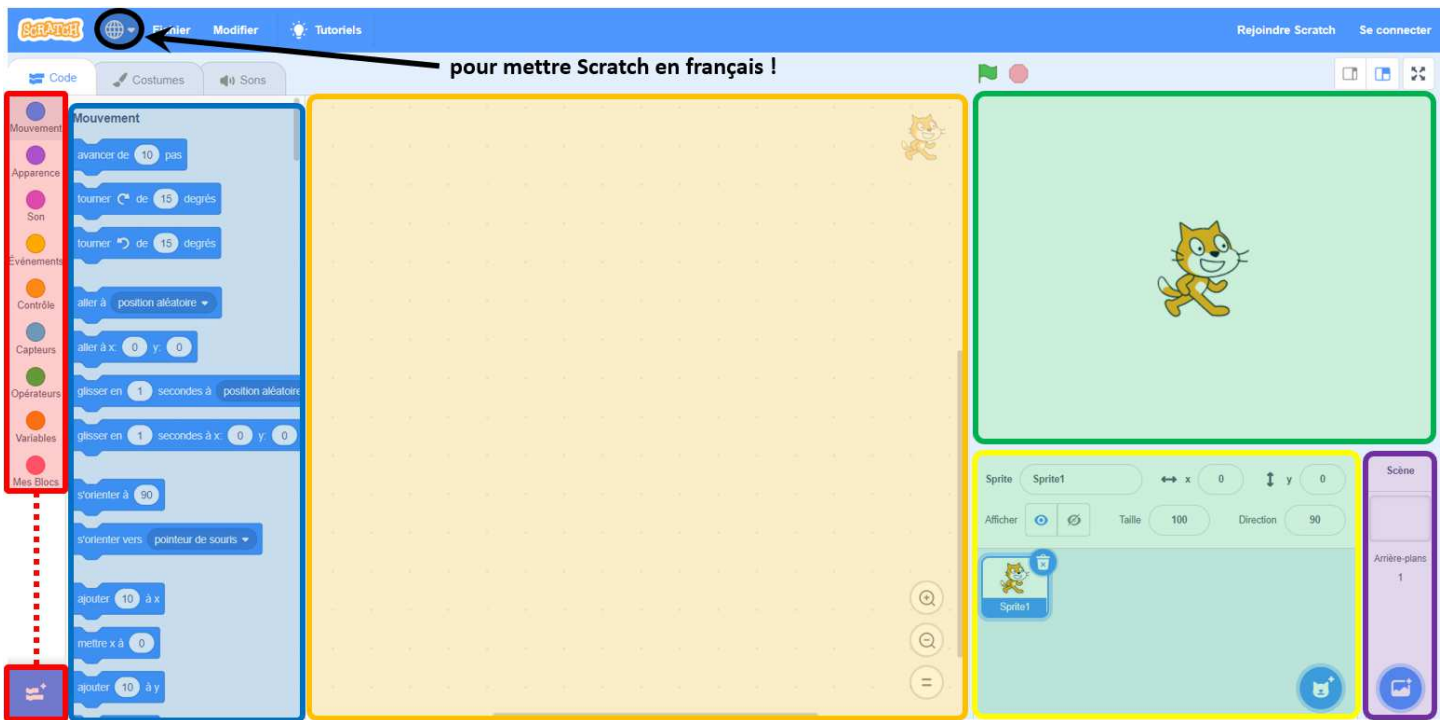 SCRATCH Fichier Modifier Tutoriels Rejoindre Scratch Se connecter
pour mettre Scratch en français !
Code Costumes Sons
Mouvement
Apparence
Son
Événements
Contrôle
Capteurs
Opérateurs
Variables
Mes Blocs
Mouvement
avancer de 10 pas
tourner de 15 degrés
tourner de 15 degrés
aller à position aléatoire
aller à x: 0 y: 0
glisser en 1 secondes à position aléatoire
glisser en 1 secondes à x: 0 y: 0
s'orienter à 90
s'orienter vers pointeur de souris
ajouter 10 à x
mettre x à 0
ajouter 10 à y
Sprite Sprite1 x 0 y 0
Afficher Taille 100 Direction 90
Sprite1
Scène
Arrière-plans
1